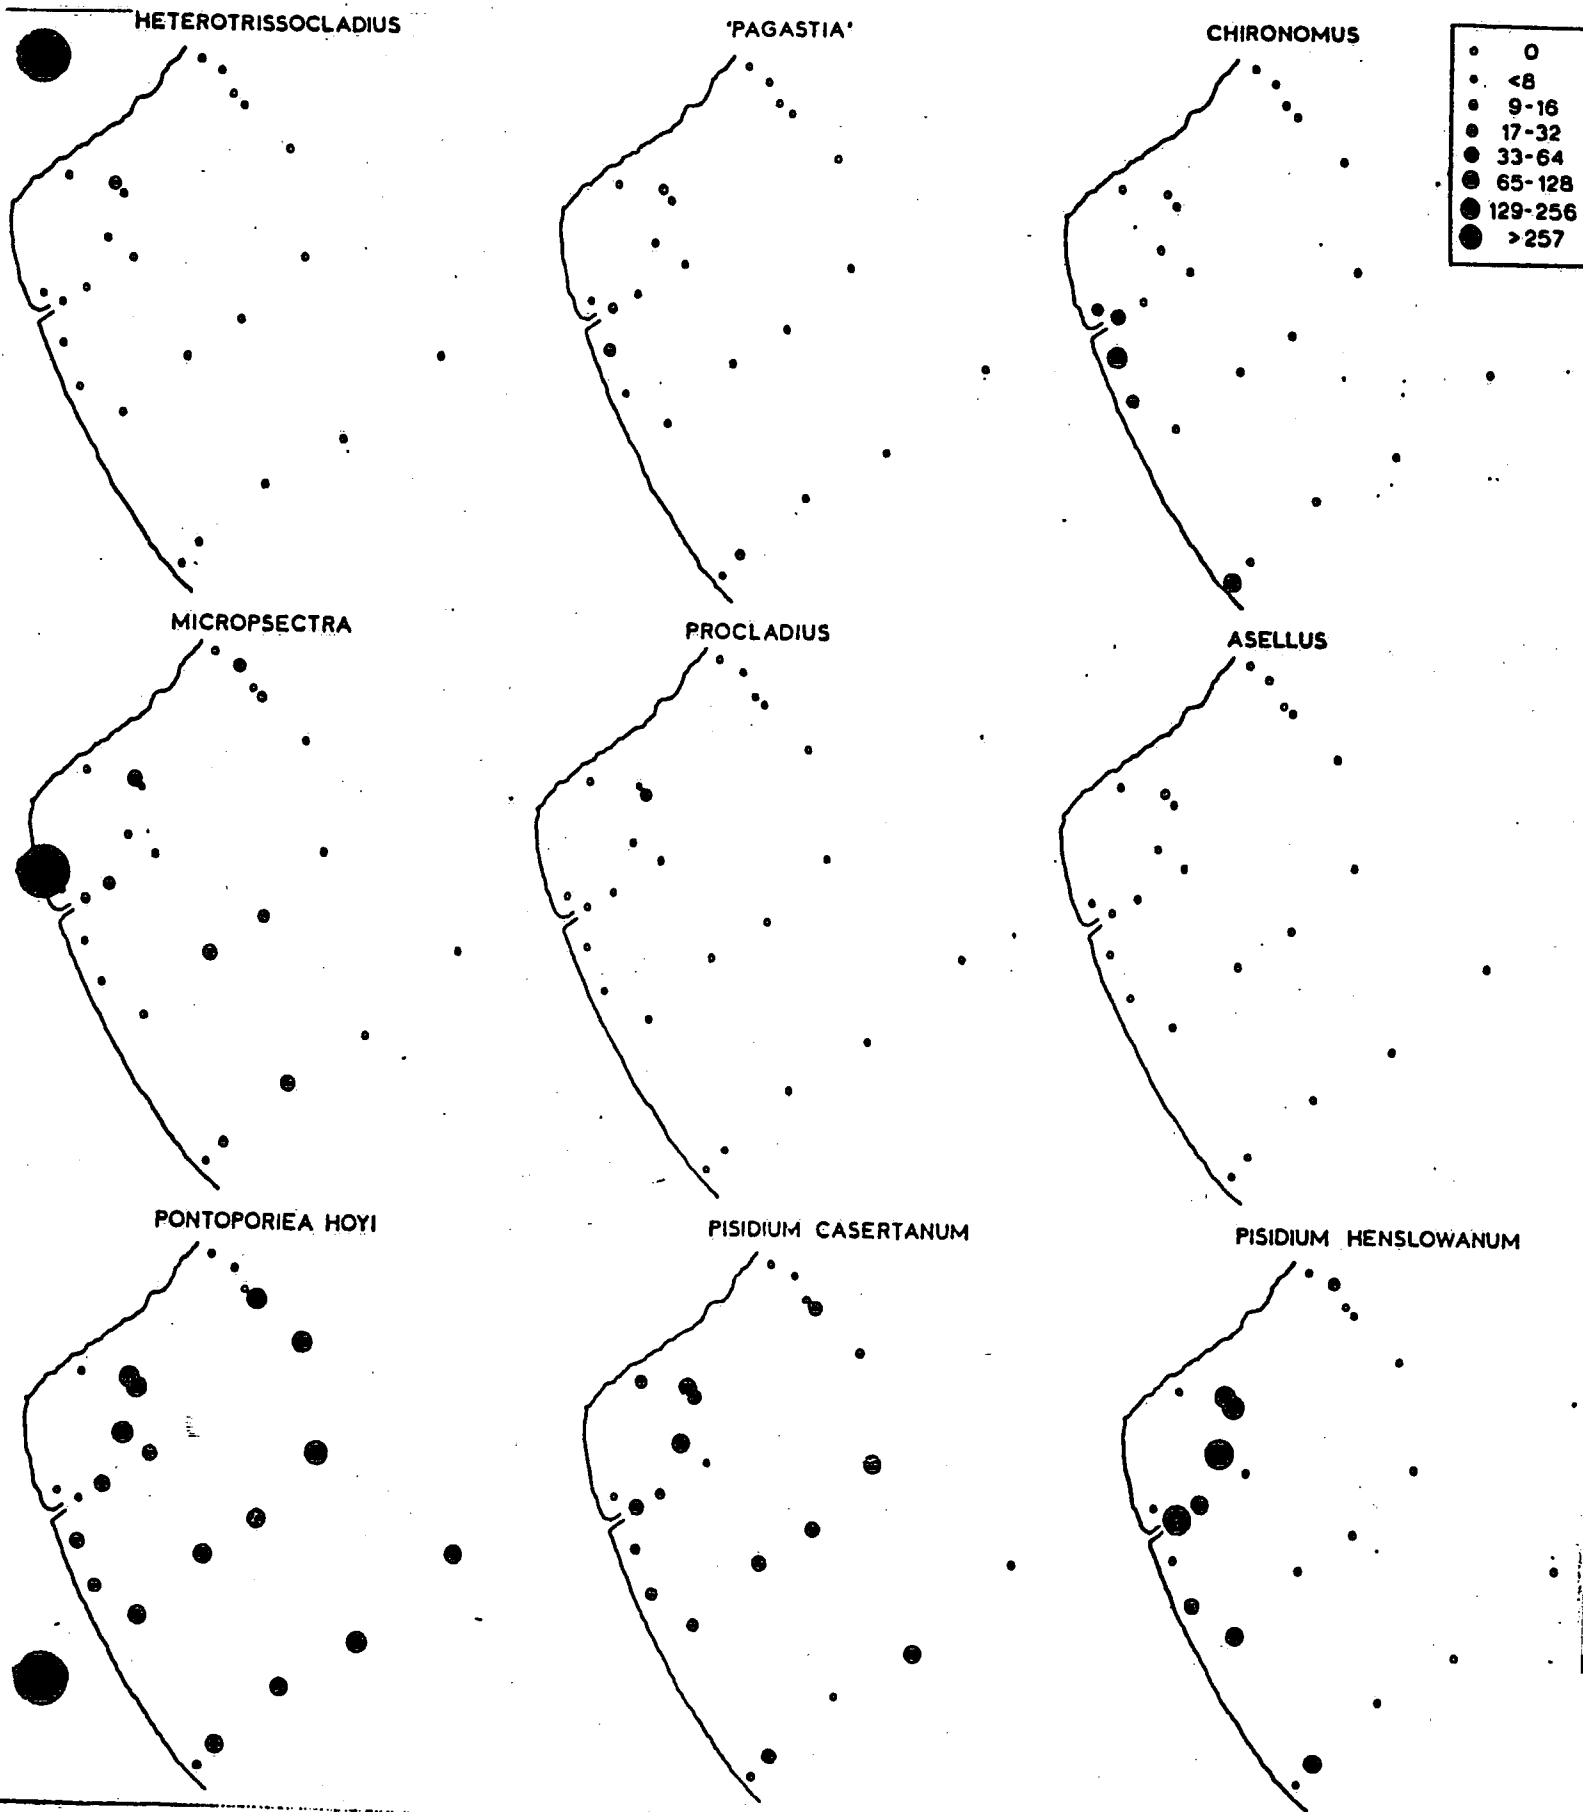 HETEROTRISSOCLADIUS
'PAGASTIA'
CHIRONOMUS
0
<8
9-16
17-32
33-64
65-128
129-256
>257
MICROPSECTRA
PROCLADIUS
ASELLUS
PONTOPORIEA HOYI
PISIDIUM CASERTANUM
PISIDIUM HENSLOWANUM